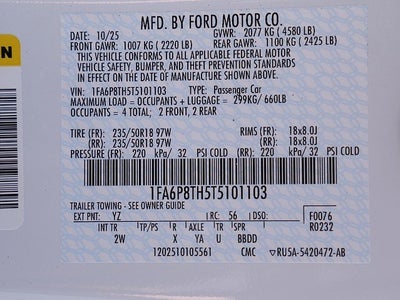 MFD. BY FORD MOTOR CO.
DATE: 10/25 GVWR: 2077 KG ( 4580 LB)
FRONT GAWR: 1007 KG ( 2220 LB) REAR GAWR: 1100 KG ( 2425 LB)
THIS VEHICLE CONFORMS TO ALL APPLICABLE FEDERAL MOTOR
VEHICLE SAFETY, BUMPER, AND THEFT PREVENTION STANDARDS IN
EFFECT ON THE DATE OF MANUFACTURE SHOWN ABOVE.
VIN: 1FA6P8TH5T5101103 TYPE: Passenger Car
MAXIMUM LOAD = OCCUPANTS + LUGGAGE = 299KG/ 660LB
OCCUPANTS = 4 TOTAL; 2 FRONT, 2 REAR
TIRE (FR): 235/50R18 97W RIMS (FR): 18x8.0J
TIRE (RR): 235/50R18 97W (RR): 18x8.0J
PRESSURE (FR) 220 kPa/ 32 PSI COLD (RR) 220 kPa/ 32 PSI COLD
1FA6P8TH5T5101103
TRAILER TOWING - SEE OWNER GUIDE
EXT PNT: YZ RC: 56 DSO: F0076
R0232
INT TR TP/PS R AXLE TR SPR
2W X YA U BBDD
1202510105561 CMC ▽RU5A-5420472-AB